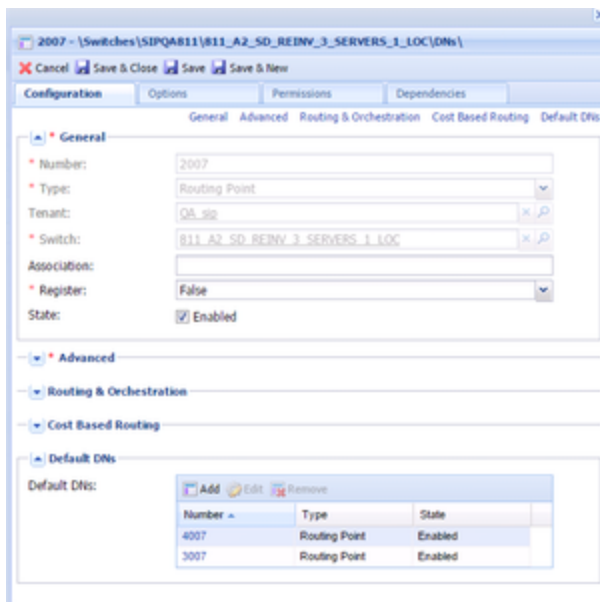 2007 - \Switches\SIPQA811\811_A2_SD_REINV_3_SERVERS_1_LOC\DNs\
Cancel Save & Close Save Save & New
Configuration Options Permissions Dependencies
General Advanced Routing & Orchestration Cost Based Routing Default DNs
* General
* Number: 2007
* Type: Routing Point
Tenant: QA_sip
* Switch: 811_A2_SD_REINV_3_SERVERS_1_LOC
Association:
* Register: False
State: Enabled
* Advanced
Routing & Orchestration
Cost Based Routing
Default DNs
Default DNs: Add Edit Remove
Number Type State
4007 Routing Point Enabled
3007 Routing Point Enabled